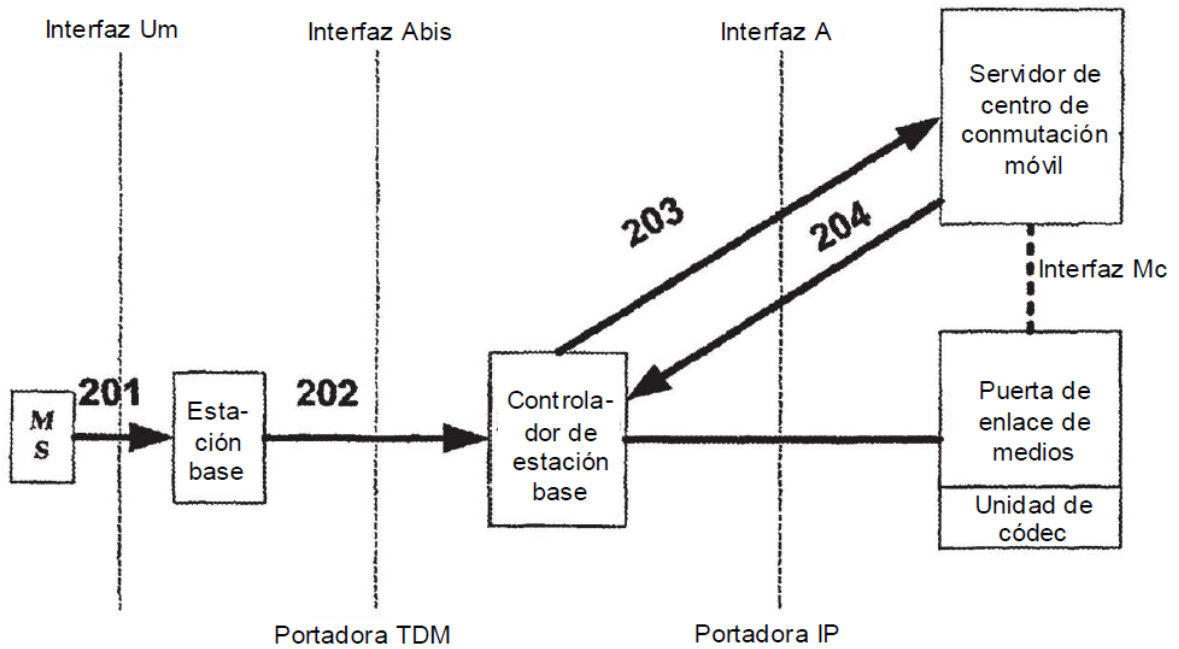 Interfaz Um
Interfaz Abis
Interfaz A
Servidor de
centro de
conmutación
móvil
203
204
Interfaz Mc
201
202
M
S
Esta-
ción
base
Controla-
dor de
estación
base
Puerta de
enlace de
medios
Unidad de
códec
Portadora TDM
Portadora IP